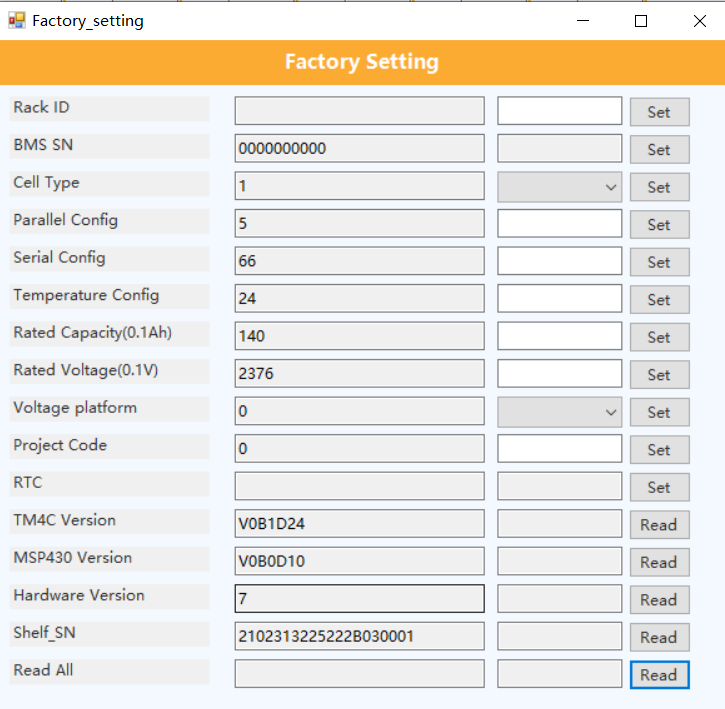 Factory_setting
Factory Setting
Rack ID Set
BMS SN 0000000000 Set
Cell Type 1 Set
Parallel Config 5 Set
Serial Config 66 Set
Temperature Config 24 Set
Rated Capacity(0.1Ah) 140 Set
Rated Voltage(0.1V) 2376 Set
Voltage platform 0 Set
Project Code 0 Set
RTC Set
TM4C Version V0B1D24 Read
MSP430 Version V0B0D10 Read
Hardware Version 7 Read
Shelf_SN 2102313225222B030001 Read
Read All Read